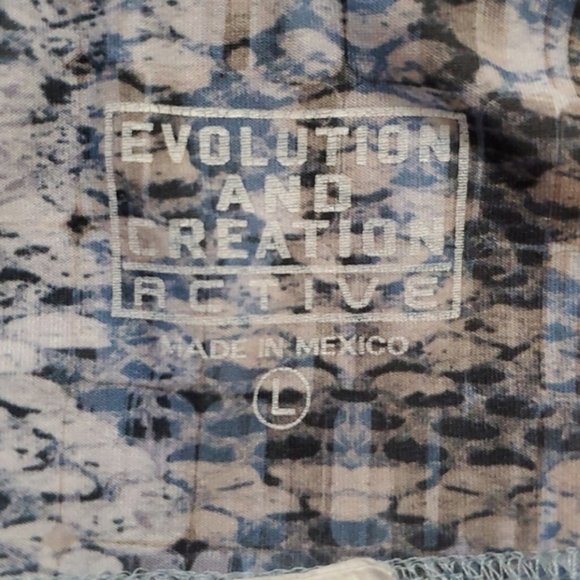 EVOLUTION
AND
CREATION
ACTIVE
MADE IN MEXICO
L